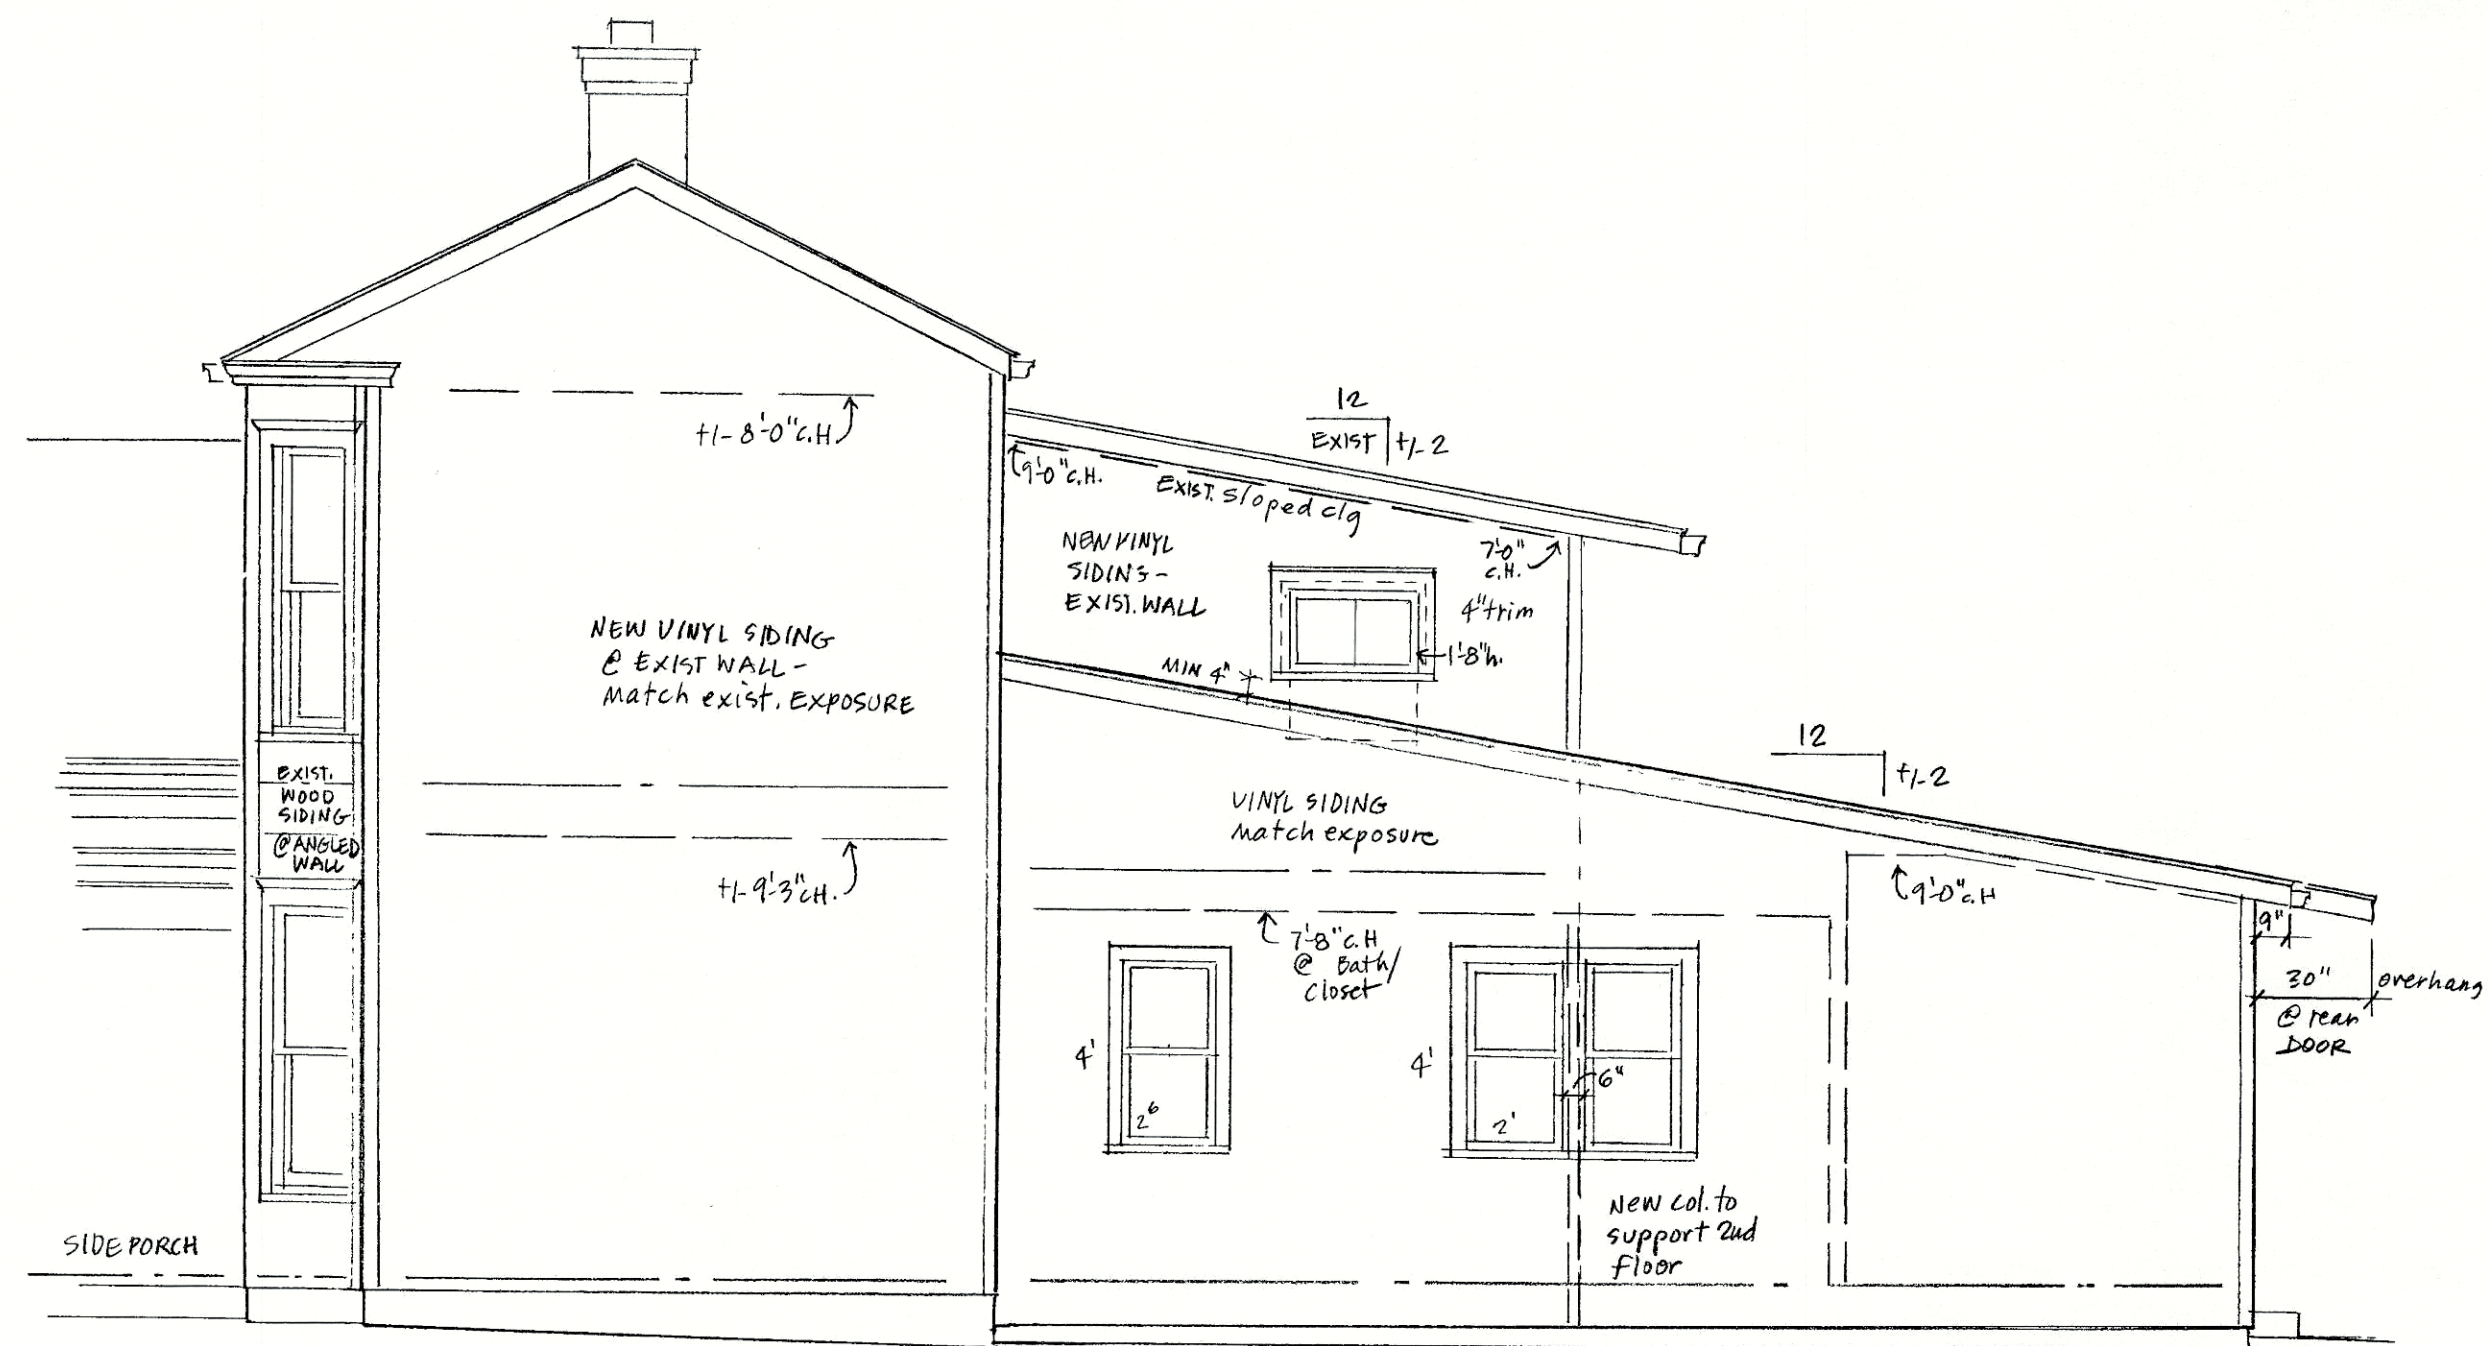 +/- 8'-0" C.H
NEW VINYL SIDING
@ EXIST WALL -
Match exist. EXPOSURE
EXIST.
WOOD
SIDING
@ ANGLED
WALL
+/- 9'-3" CH.
SIDE PORCH
12
EXIST
+/- 2
9'-0" C.H.
EXIST. sloped clg
NEW VINYL
SIDING -
EXIST. WALL
7'-0"
C.H.
4" trim
1'-8" h.
MIN 4"
12
+/- 2
VINYL SIDING
Match exposure
7'-8" C.H
@ Bath/
Closet
9'-0" C.H
9"
30"
overhang
@ rear
DOOR
4'
2⁶
4'
2'
6"
New col. to
support 2nd
floor